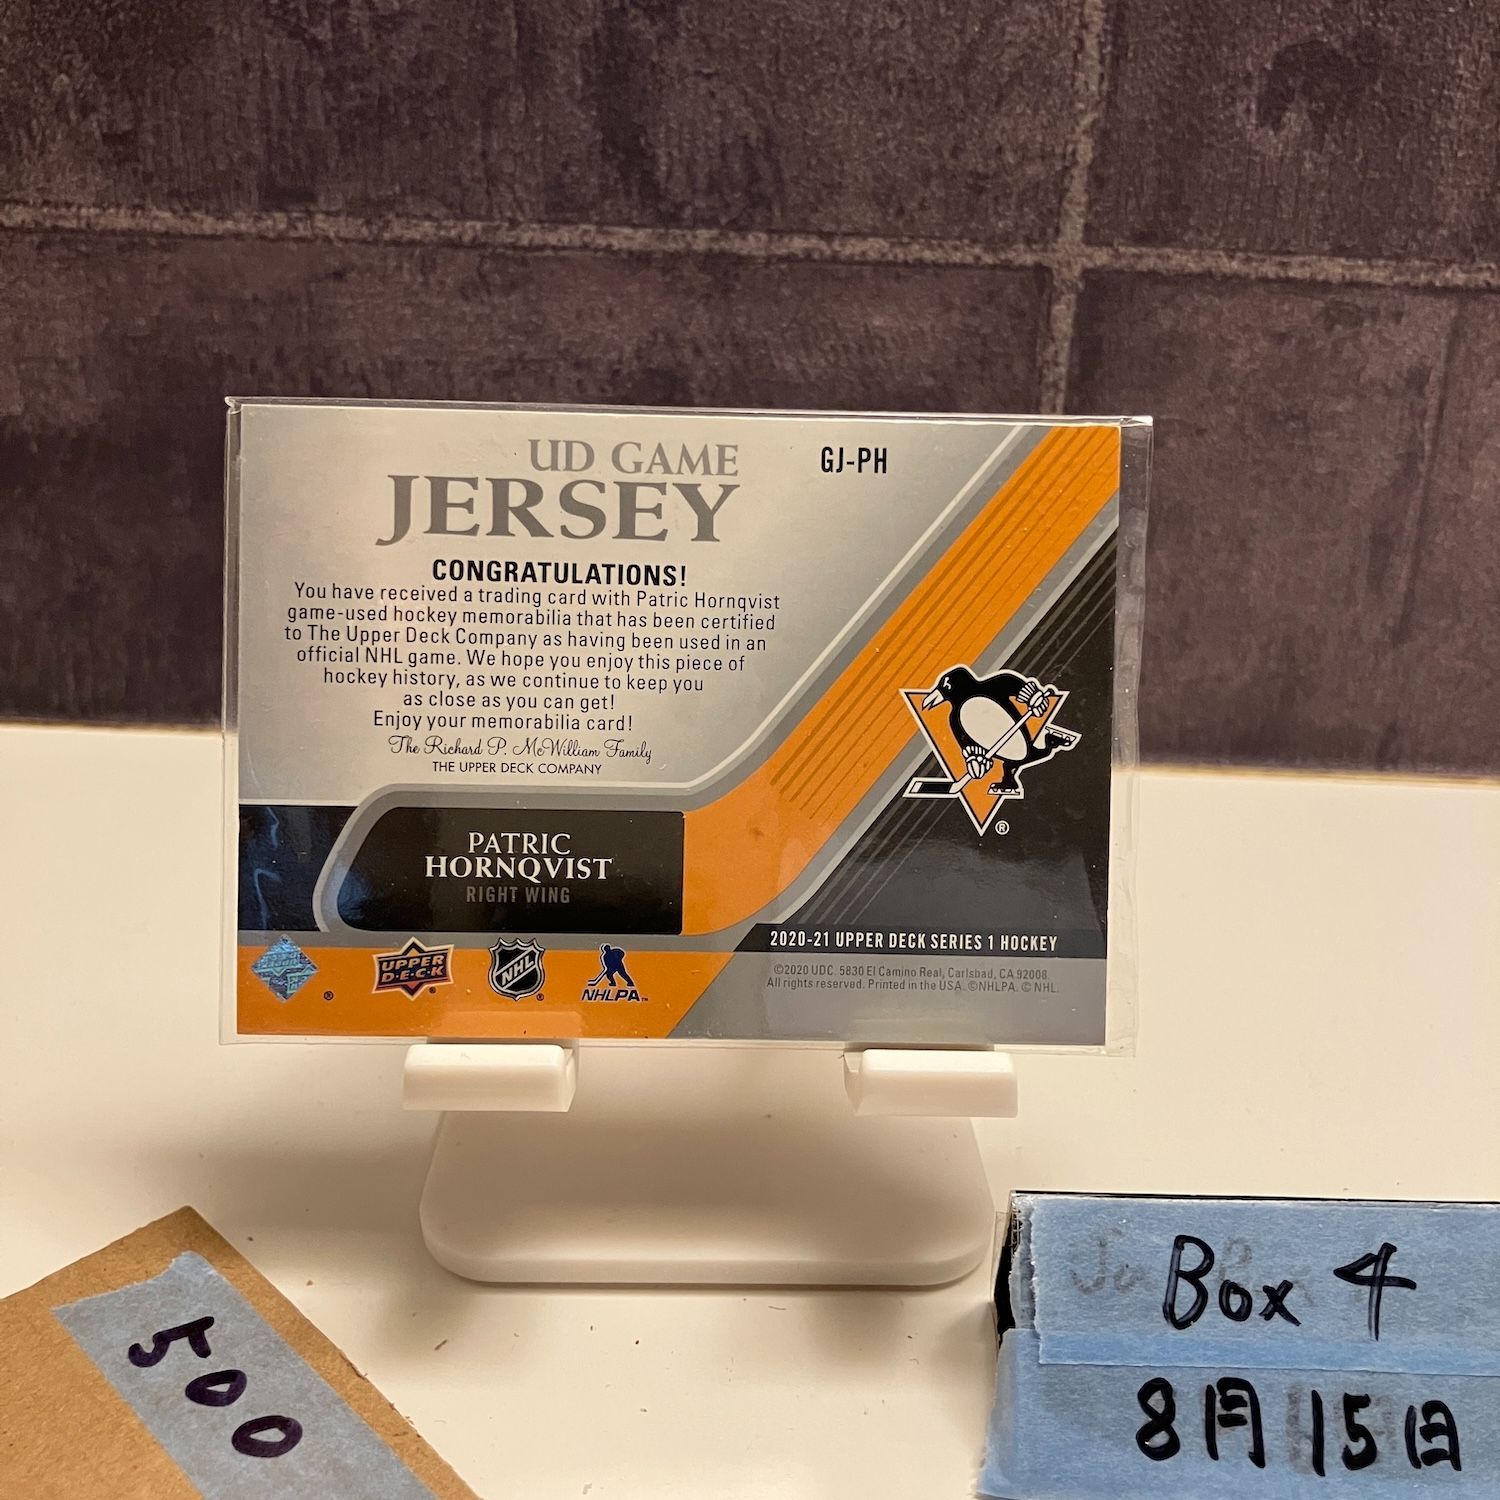 UD GAME
JERSEY
GJ-PH
CONGRATULATIONS!
You have received a trading card with Patric Hornqvist
game-used hockey memorabilia that has been certified
to The Upper Deck Company as having been used in an
official NHL game. We hope you enjoy this piece of
hockey history, as we continue to keep you
as close as you can get!
Enjoy your memorabilia card!
The Richard P. McWilliam Family
THE UPPER DECK COMPANY
PATRIC
HORNQVIST
RIGHT WING
®
2020-21 UPPER DECK SERIES 1 HOCKEY
©2020 UDC. 5830 El Camino Real, Carlsbad, CA 92008.
All rights reserved. Printed in the USA. ©NHLPA. © NHL.
®
UPPER
D·E·C·K
®
NHL
®
NHLPA™
500
Box 4
8月15日